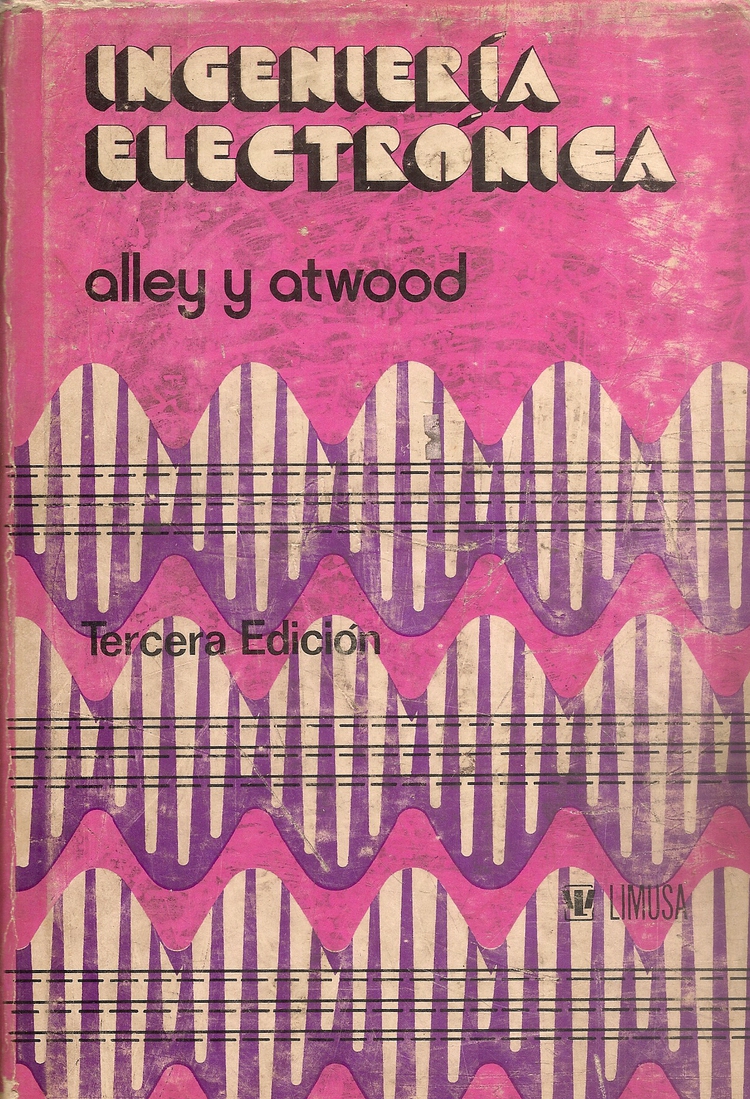 INGENIERÍA
ELECTRÓNICA
alley y atwood
Tercera Edición
LIMUSA